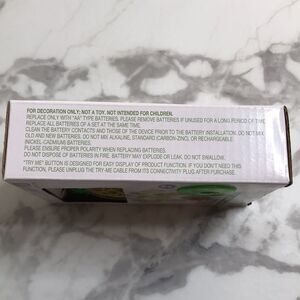 FOR DECORATION ONLY; NOT A TOY. NOT INTENDED FOR CHILDREN.
REPLACE ONLY WITH "AA" TYPE BATTERIES. PLEASE REMOVE BATTERIES IF UNUSED FOR A LONG PERIOD OF TIME.
REPLACE ALL BATTERIES OF A SET AT THE SAME TIME.
CLEAN THE BATTERY CONTACTS AND THOSE OF THE DEVICE PRIOR TO THE BATTERY INSTALLATION. DO NOT MIX
OLD AND NEW BATTERIES. DO NOT MIX ALKALINE, STANDARD (CARBON-ZINC), OR RECHARGEABLE
(NICKEL-CADMIUM) BATTERIES.
PLEASE ENSURE PROPER POLARITY WHEN REPLACING BATTERIES.
DO NOT DISPOSE OF BATTERIES IN FIRE. BATTERY MAY EXPLODE OR LEAK. DO NOT SWALLOW.
TRY ME! BUTTON IS DESIGNED FOR EASY DISPLAY OF PRODUCT FUNCTION. IF YOU DON'T NEED THIS
FUNCTION, PLEASE UNPLUG THE TRY-ME CABLE FROM ITS CONNECTIVITY PLUG AFTER PURCHASE.